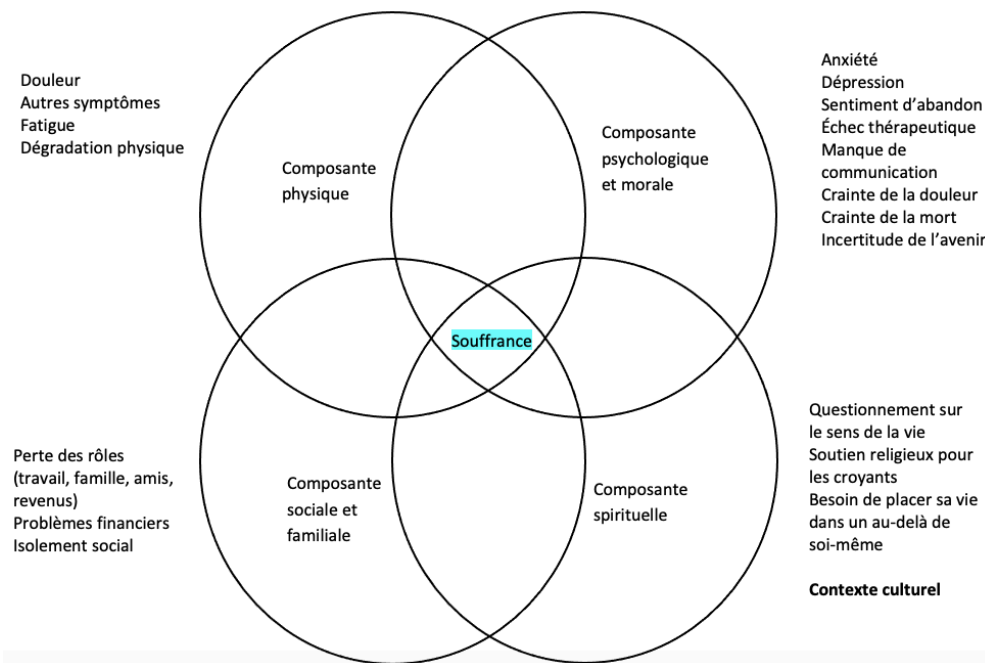 Douleur
Autres symptômes
Fatigue
Dégradation physique
Composante
physique
Composante
psychologique
et morale
Anxiété
Dépression
Sentiment d’abandon
Échec thérapeutique
Manque de
communication
Crainte de la douleur
Crainte de la mort
Incertitude de l’avenir
Souffrance
Perte des rôles
(travail, famille, amis,
revenus)
Problèmes financiers
Isolement social
Composante
sociale et
familiale
Composante
spirituelle
Questionnement sur
le sens de la vie
Soutien religieux pour
les croyants
Besoin de placer sa vie
dans un au-delà de
soi-même
Contexte culturel